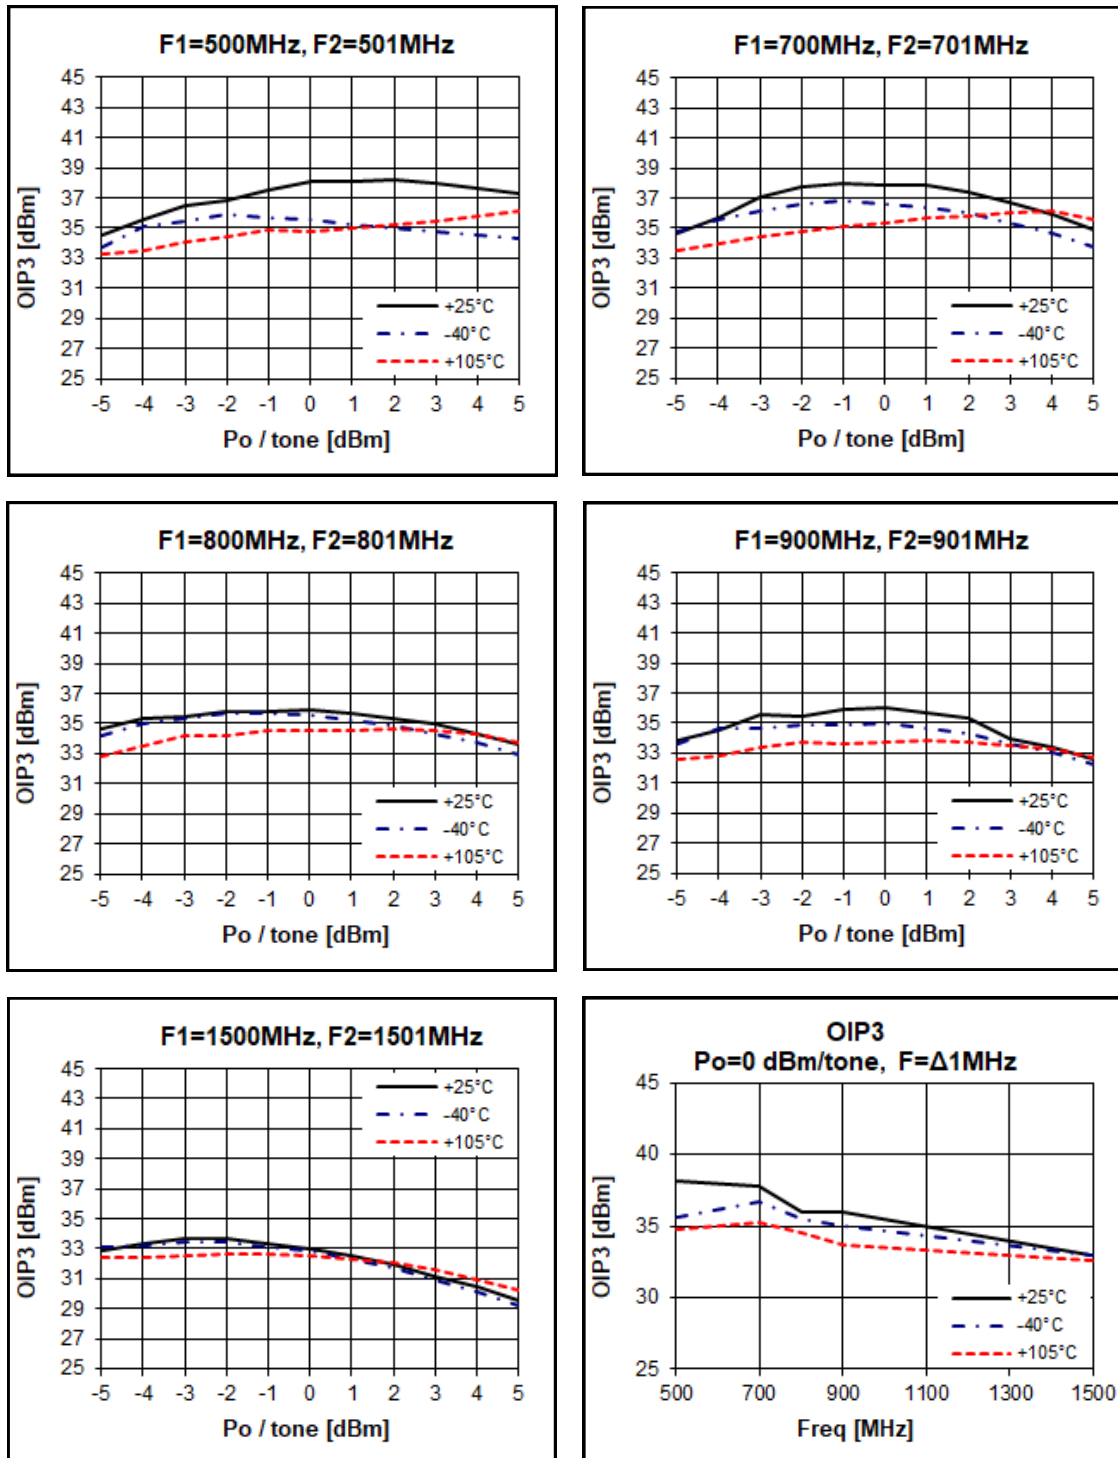 F1=500MHz, F2=501MHz
45
43
41
39
37
35
33
31
29
27
25
OIP3 [dBm]
+25°C
-40°C
+105°C
-5 -4 -3 -2 -1 0 1 2 3 4 5
Po / tone [dBm]
F1=700MHz, F2=701MHz
45
43
41
39
37
35
33
31
29
27
25
OIP3 [dBm]
+25°C
-40°C
+105°C
-5 -4 -3 -2 -1 0 1 2 3 4 5
Po / tone [dBm]
F1=800MHz, F2=801MHz
45
43
41
39
37
35
33
31
29
27
25
OIP3 [dBm]
+25°C
-40°C
+105°C
-5 -4 -3 -2 -1 0 1 2 3 4 5
Po / tone [dBm]
F1=900MHz, F2=901MHz
45
43
41
39
37
35
33
31
29
27
25
OIP3 [dBm]
+25°C
-40°C
+105°C
-5 -4 -3 -2 -1 0 1 2 3 4 5
Po / tone [dBm]
F1=1500MHz, F2=1501MHz
45
43
41
39
37
35
33
31
29
27
25
OIP3 [dBm]
+25°C
-40°C
+105°C
-5 -4 -3 -2 -1 0 1 2 3 4 5
Po / tone [dBm]
OIP3
Po=0 dBm/tone, F=Δ1MHz
45
40
35
30
25
OIP3 [dBm]
+25°C
-40°C
+105°C
500 700 900 1100 1300 1500
Freq [MHz]